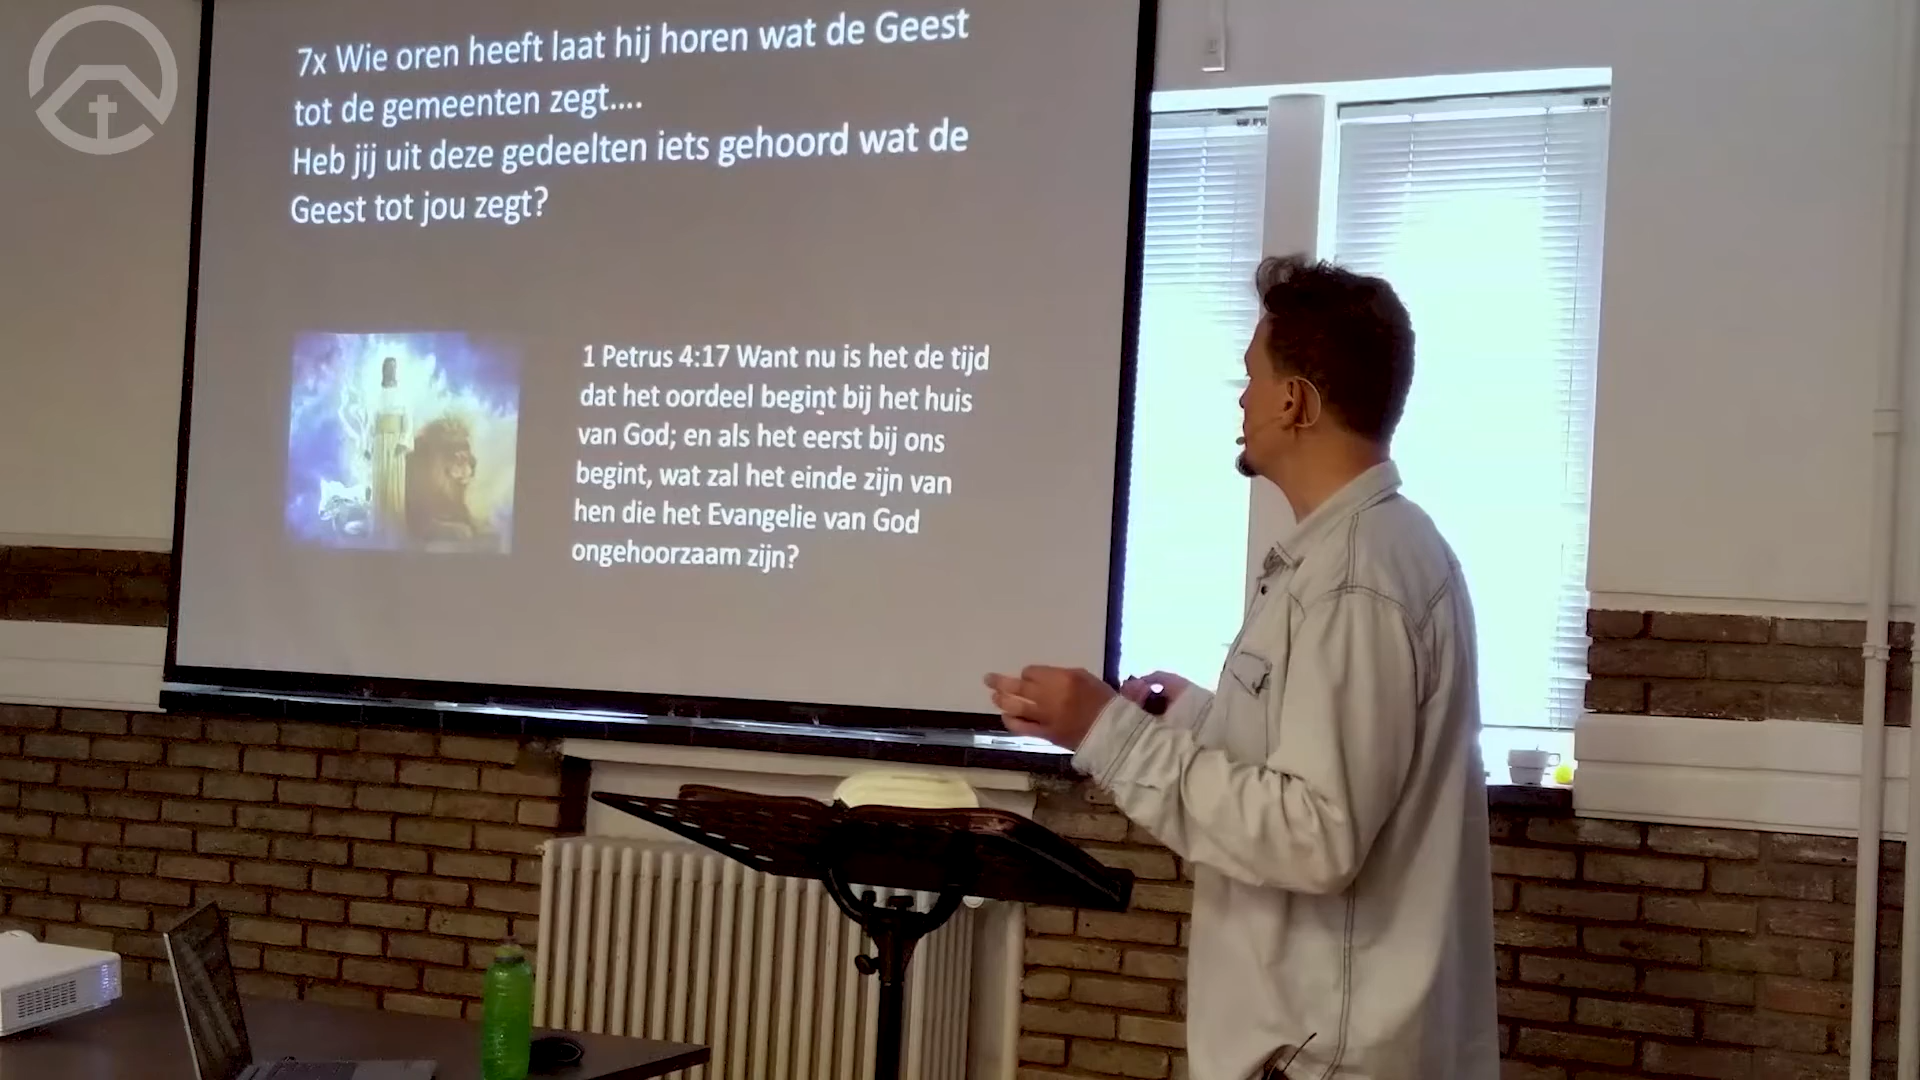 7x Wie oren heeft laat hij horen wat de Geest
tot de gemeenten zegt....
Heb jij uit deze gedeelten iets gehoord wat de
Geest tot jou zegt?
1 Petrus 4:17 Want nu is het de tijd
dat het oordeel begint bij het huis
van God; en als het eerst bij ons
begint, wat zal het einde zijn van
hen die het Evangelie van God
ongehoorzaam zijn?